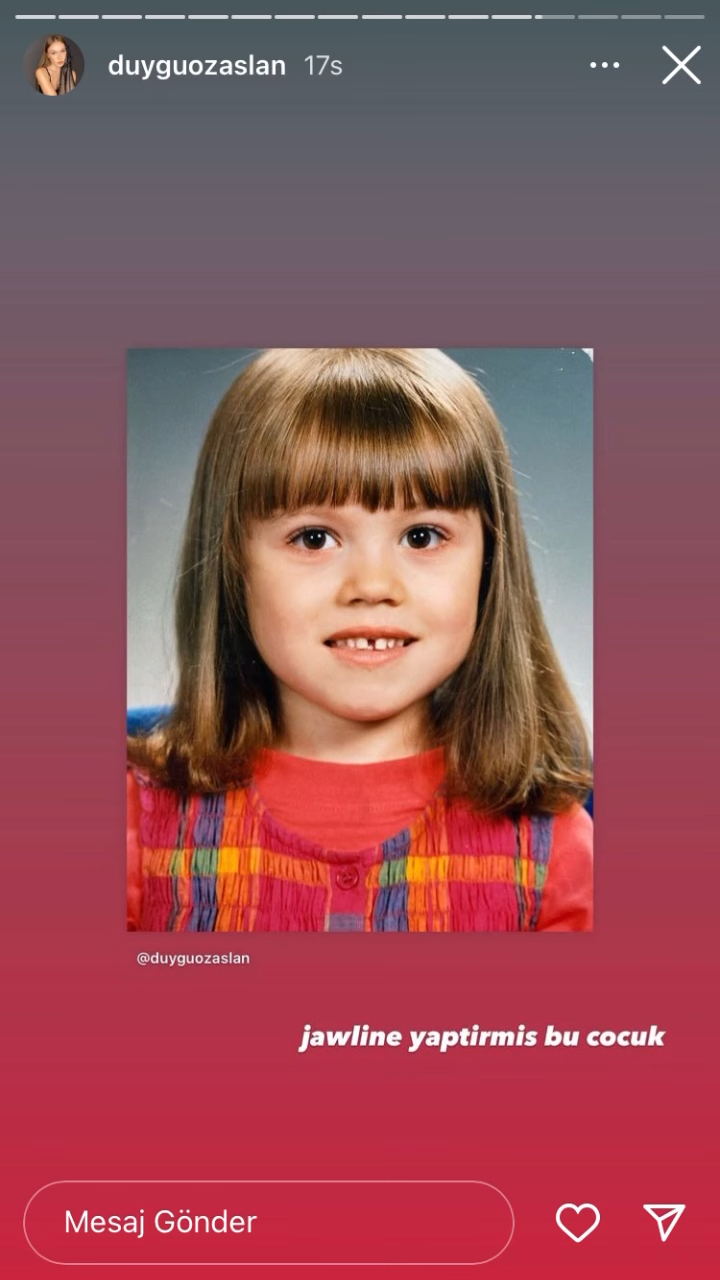 duyguozaslan 17s
@duyguozaslan
jawline yaptirmis bu cocuk
Mesaj Gönder